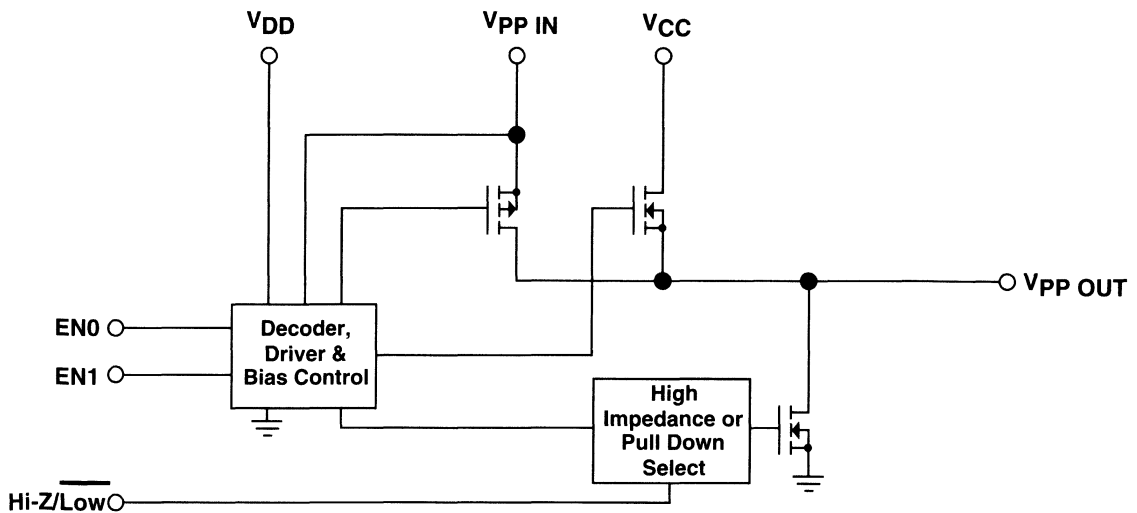 VDD
VPP IN
VCC
VPP OUT
EN0
EN1
Decoder,
Driver &
Bias Control
High
Impedance or
Pull Down
Select
Hi-Z/Low